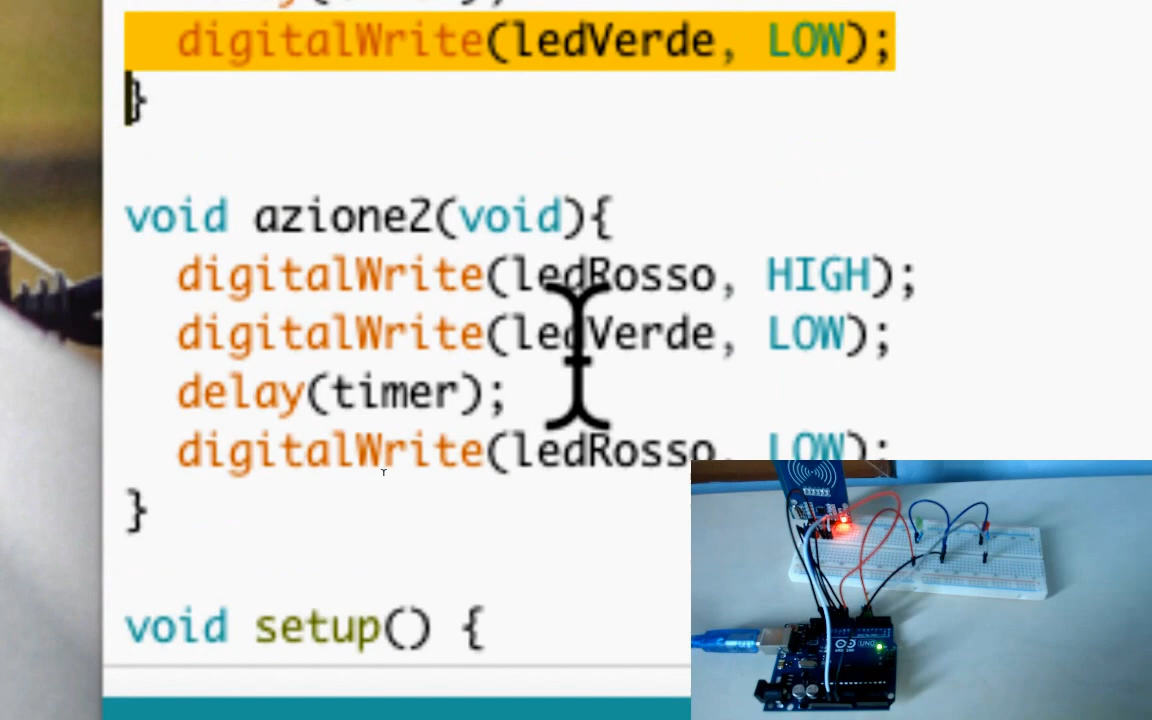 digitalWrite(ledVerde, LOW);
}
void azione2(void){
digitalWrite(ledRosso, HIGH);
digitalWrite(ledVerde, LOW);
delay(timer);
digitalWrite(ledRosso, LOW);
}
void setup() {
UNO